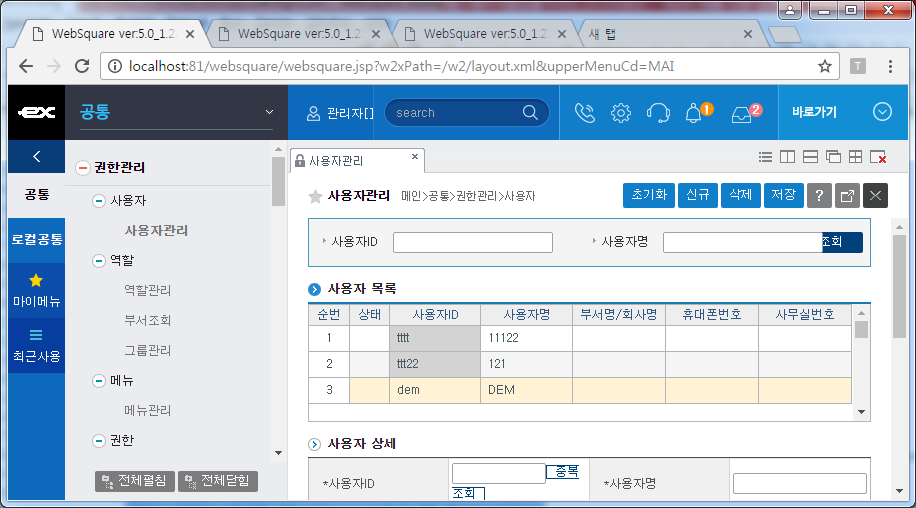 WebSquare ver:5.0_1.2
WebSquare ver:5.0_1.2
WebSquare ver:5.0_1.2
새 탭
localhost:81/websquare/websquare.jsp?w2xPath=/w2/layout.xml&upperMenuCd=MAI
T
ex
공통
관리자[]
search
1
2
바로가기
공통
로컬공통
마이메뉴
최근사용
권한관리
사용자
사용자관리
역할
역할관리
부서조회
그룹관리
메뉴
메뉴관리
권한
전체펼침
전체닫힘
사용자관리
사용자관리
메인>공통>권한관리>사용자
초기화
신규
삭제
저장
?
사용자ID
사용자명
조회
사용자 목록
순번 상태 사용자ID 사용자명 부서명/회사명 휴대폰번호 사무실번호
1 tttt 11122
2 ttt22 121
3 dem DEM
사용자 상세
*사용자ID
중복
조회
*사용자명